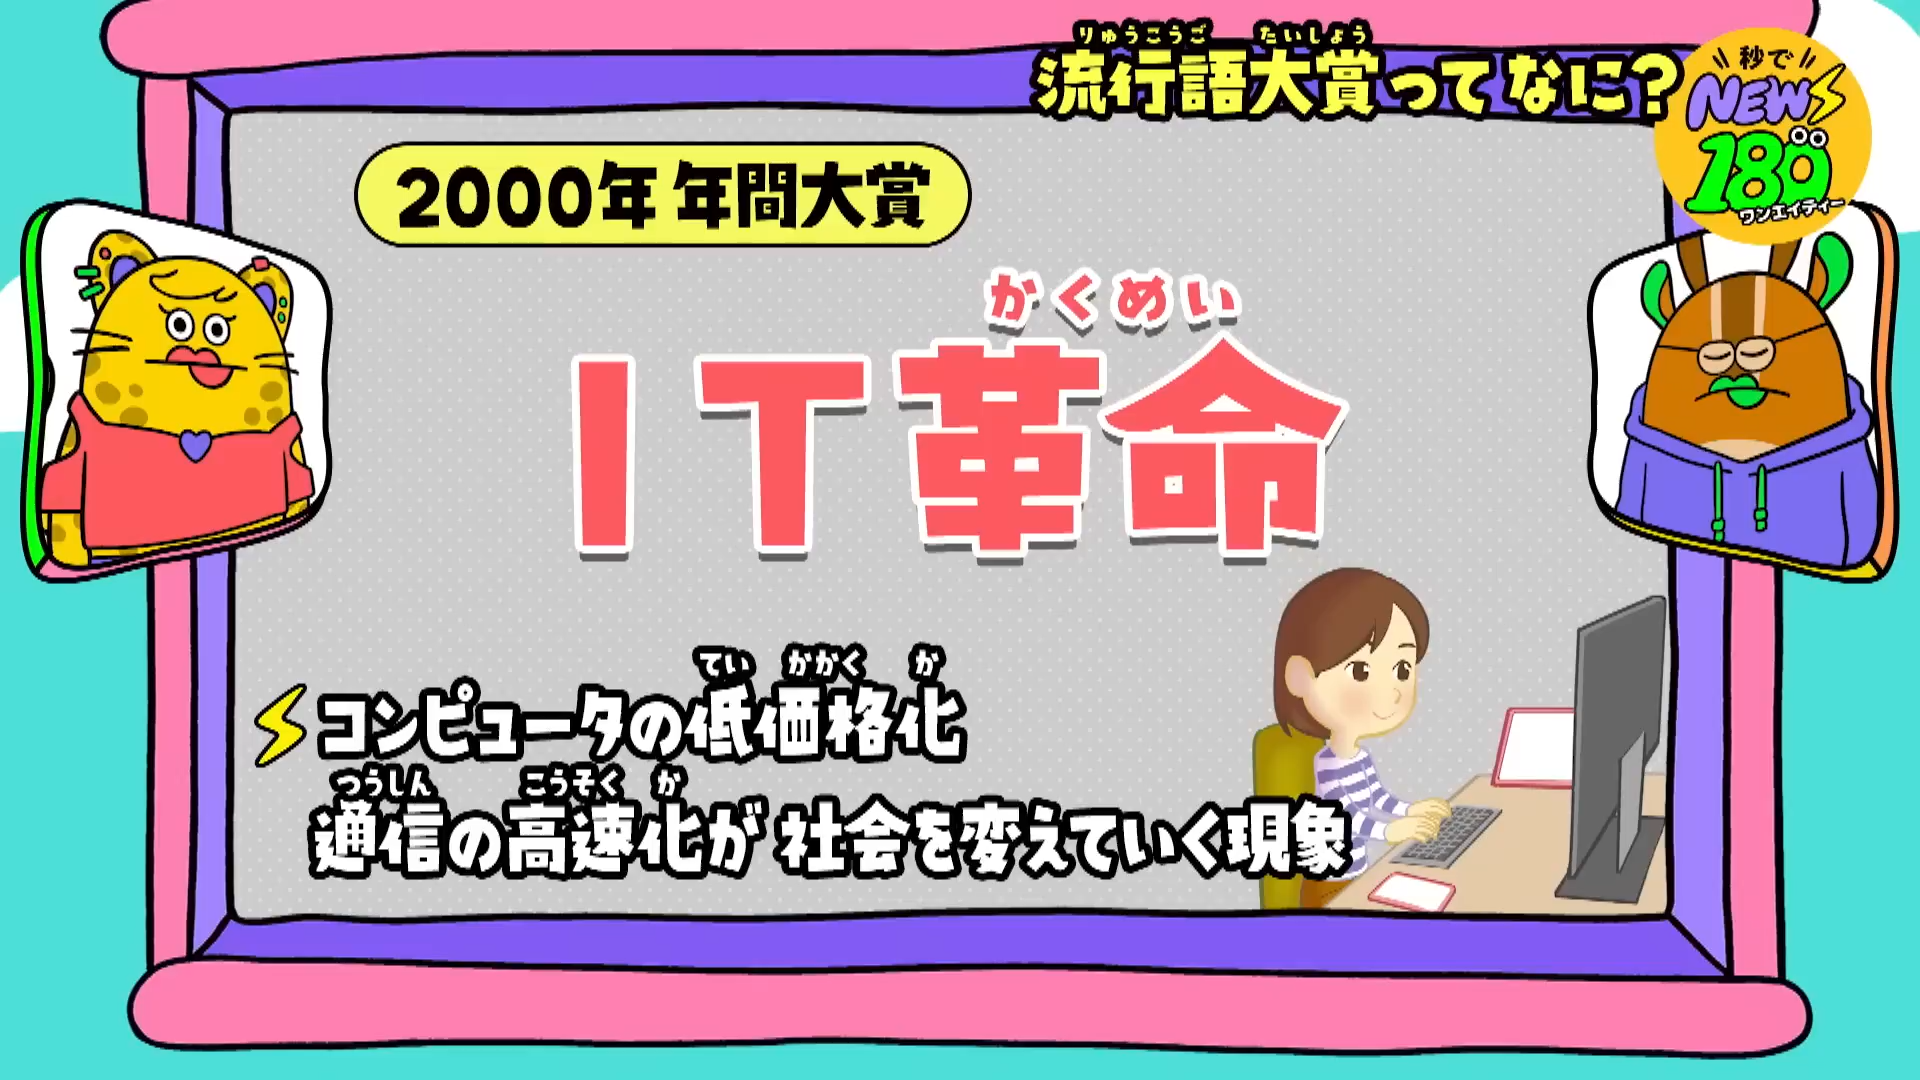 りゅうこうご たいしょう
流行語大賞ってなに?
秒で
NEWS
180
ワンエイティー
2000年 年間大賞
かくめい
IT革命
てい かかく か
コンピュータの低価格化
つうしん こうそく か
通信の高速化が 社会を変えていく現象